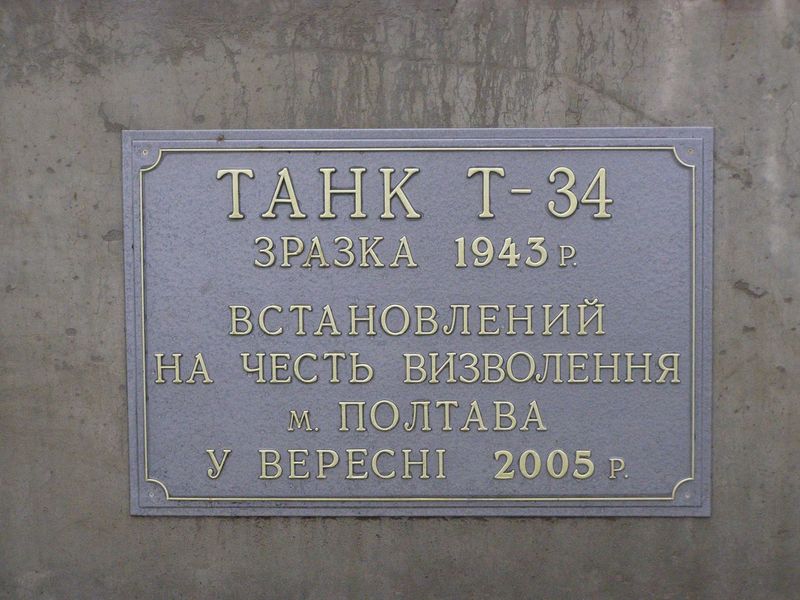 ТАНК Т-34
ЗРАЗКА 1943 р.
ВСТАНОВЛЕНИЙ
НА ЧЕСТЬ ВИЗВОЛЕННЯ
м. ПОЛТАВА
У ВЕРЕСНІ 2005 р.